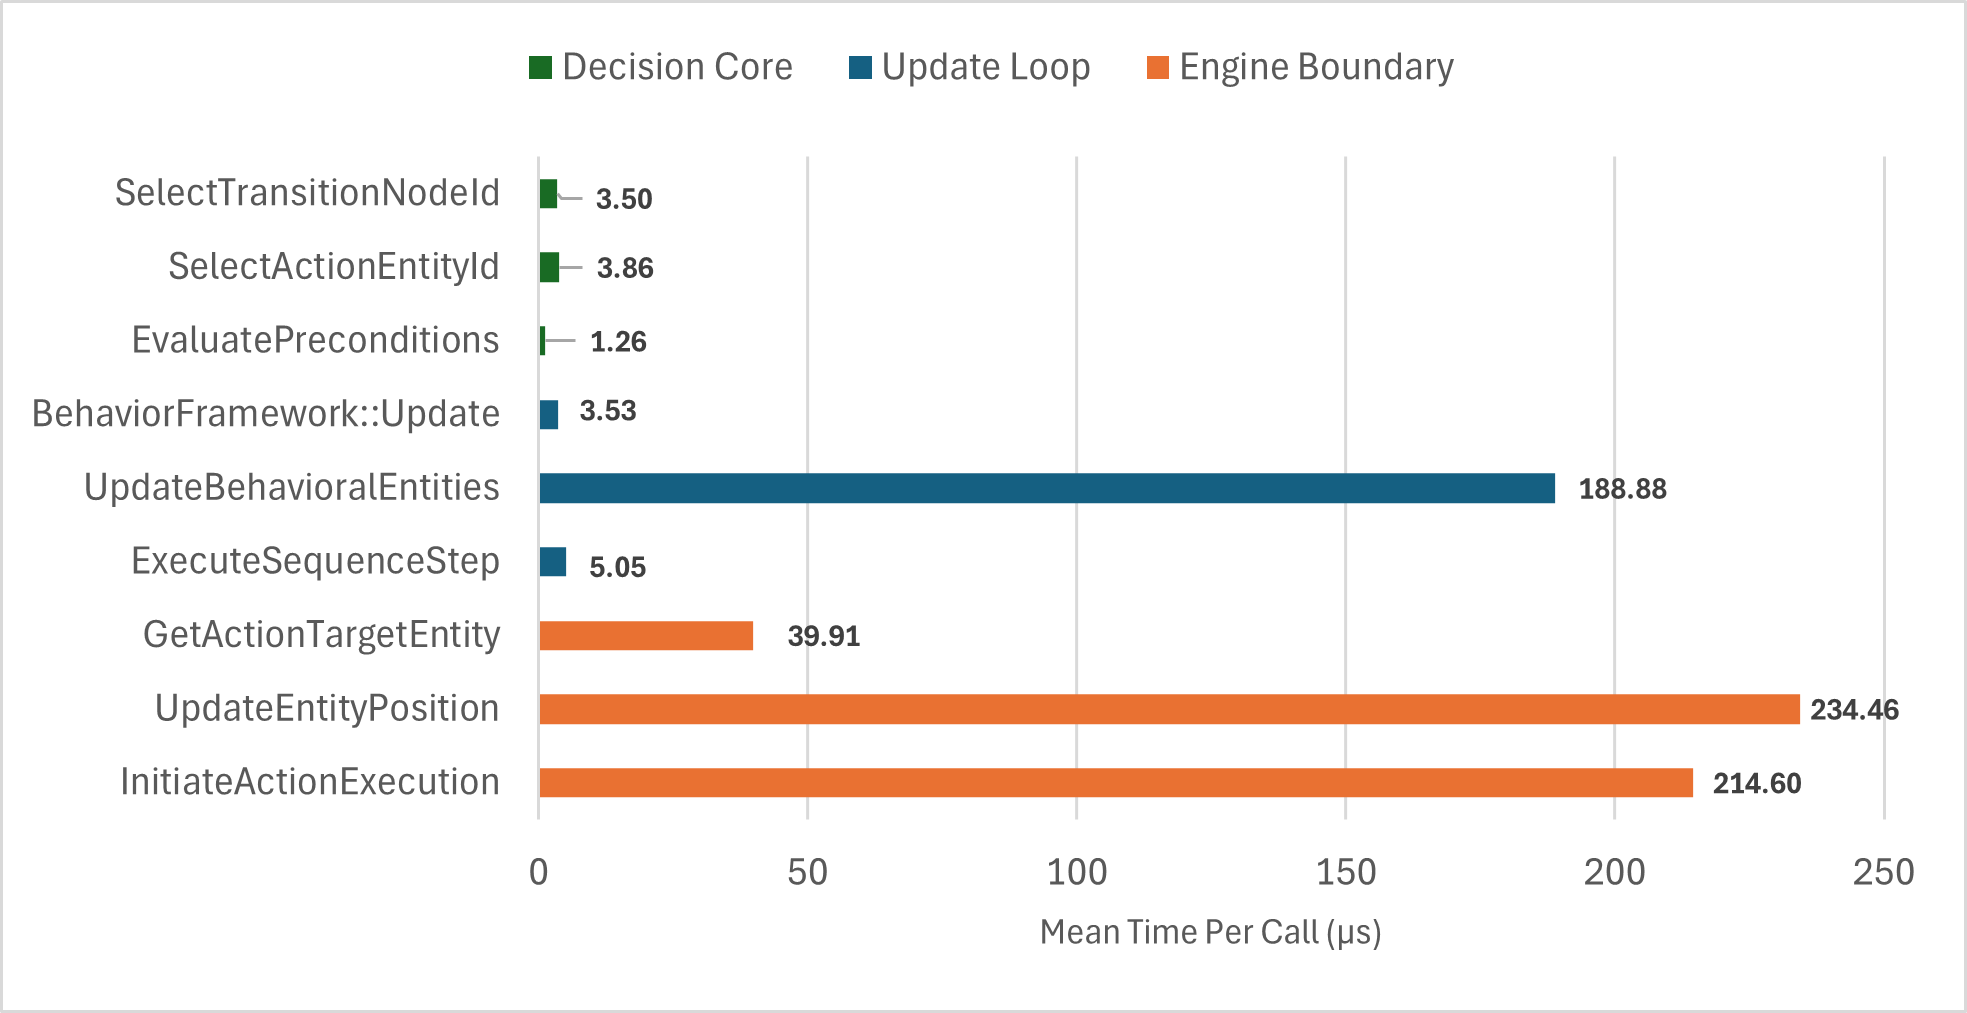 Decision Core Update Loop Engine Boundary
SelectTransitionNodeId 3.50
SelectActionEntityId 3.86
EvaluatePreconditions 1.26
BehaviorFramework::Update 3.53
UpdateBehavioralEntities 188.88
ExecuteSequenceStep 5.05
GetActionTargetEntity 39.91
UpdateEntityPosition 234.46
InitiateActionExecution 214.60
0 50 100 150 200 250
Mean Time Per Call (µs)